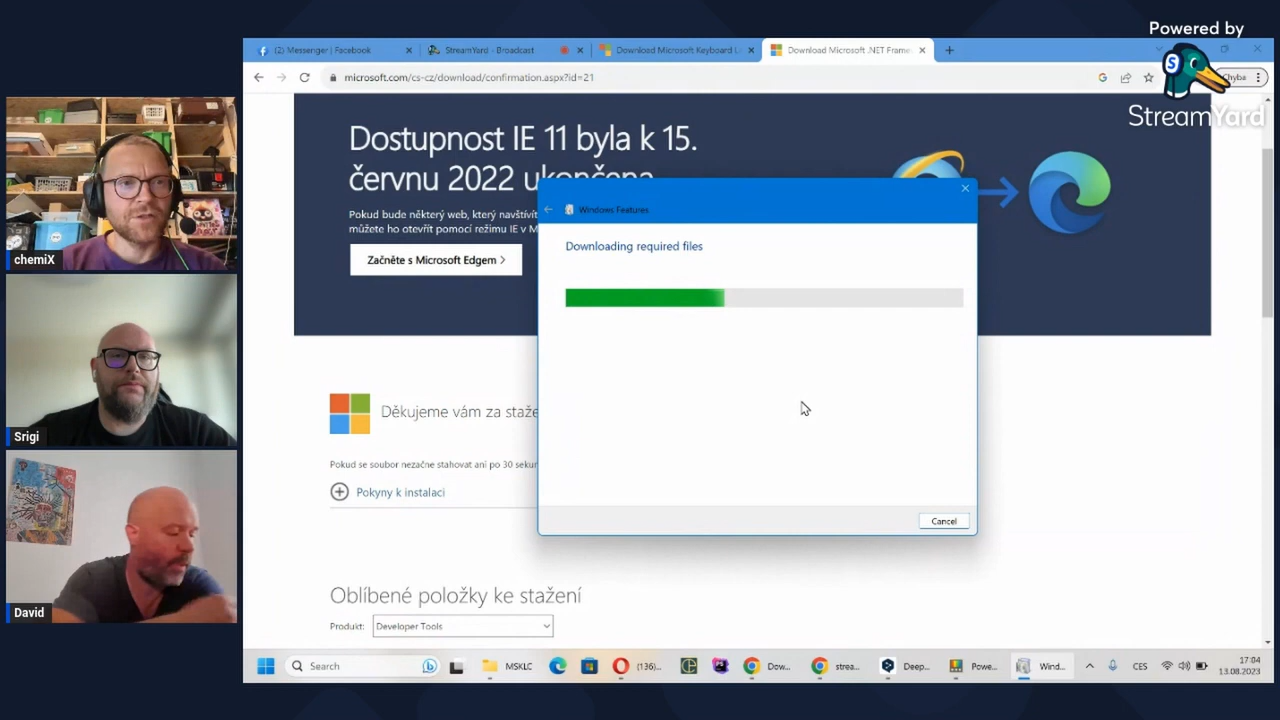 Powered by
StreamYard
(2) Messenger | Facebook
StreamYard - Broadcast
Download Microsoft Keyboard L
Download Microsoft .NET Frame
microsoft.com/cs-cz/download/confirmation.aspx?id=21
Chyba
Dostupnost IE 11 byla k 15.
červnu 2022 ukončena
Pokud bude některý web, který navštívít
můžete ho otevřít pomocí režimu IE v M
Začněte s Microsoft Edgem
Windows Features
Downloading required files
Cancel
Děkujeme vám za staže
Pokud se soubor nezačne stahovat ani po 30 sekun
Pokyny k instalaci
Oblíbené položky ke stažení
Produkt:
Developer Tools
chemiX
Srigi
David
Search
MSKLC
(136)...
Dow...
strea...
Deep...
Powe...
Wind...
CES
17:04
13.08.2023